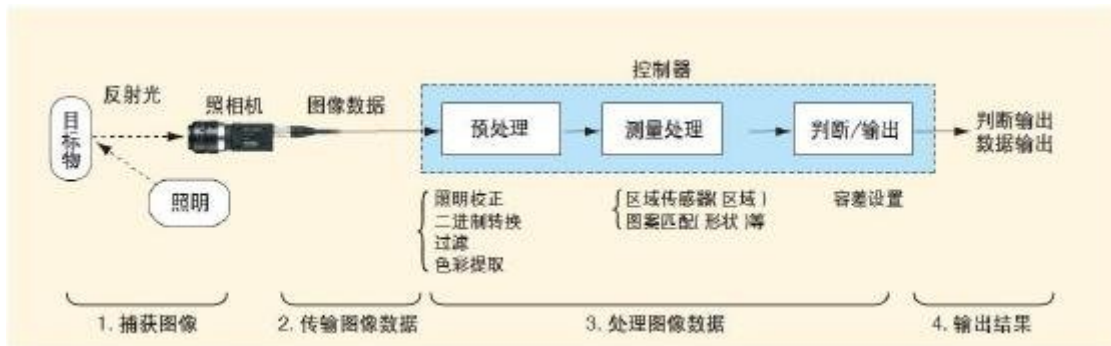 控制器
反射光
照相机
图像数据
目标物
预处理
测量处理
判断/输出
判断输出
数据输出
照明
照明校正
二进制转换
过滤
色彩提取
区域传感器(区域)
图案匹配(形状)等
容差设置
1. 捕获图像
2. 传输图像数据
3. 处理图像数据
4. 输出结果